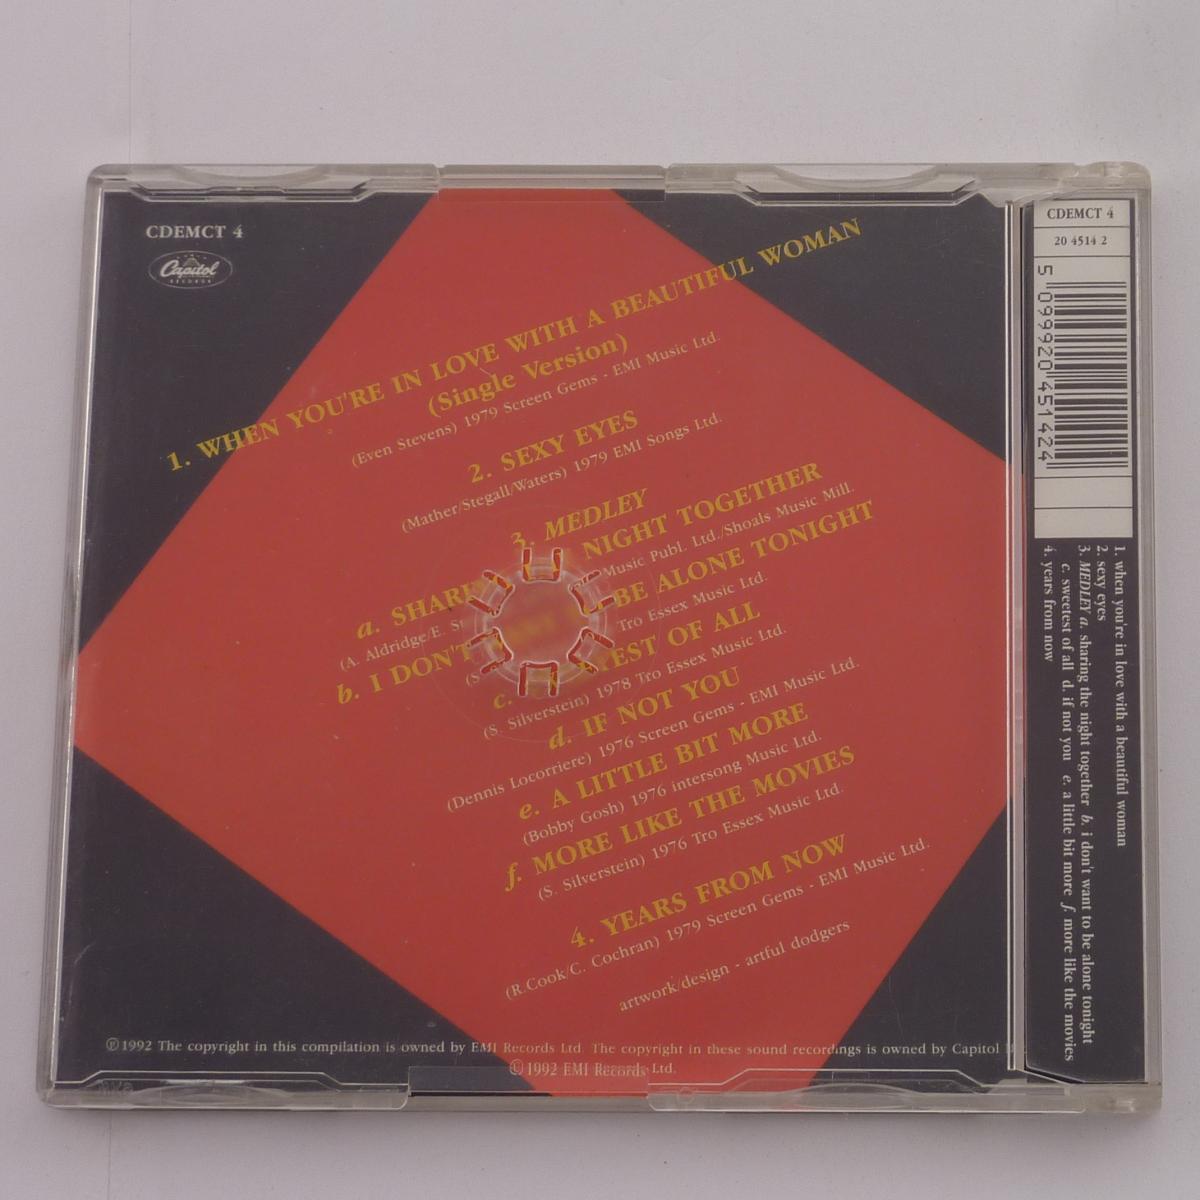 CDEMCT 4
Capitol
RECORDS
1. WHEN YOU'RE IN LOVE WITH A BEAUTIFUL WOMAN
(Single Version)
(Even Stevens) 1979 Screen Gems - EMI Music Ltd.
2. SEXY EYES
(Mather/Stegall/Waters) 1979 EMI Songs Ltd.
3. MEDLEY
a. SHARI NIGHT TOGETHER
(A. Aldridge/E. Music Publ. Ltd./Shoals Music Mill.
b. I DON'T BE ALONE TONIGHT
Tro Essex Music Ltd.
c. EST OF ALL
(S. Silverstein) 1978 Tro Essex Music Ltd.
d. IF NOT YOU
(Dennis Locorriere) 1976 Screen Gems - EMI Music Ltd.
e. A LITTLE BIT MORE
(Bobby Gosh) 1976 intersong Music Ltd.
f. MORE LIKE THE MOVIES
(S. Silverstein) 1976 Tro Essex Music Ltd.
4. YEARS FROM NOW
(R.Cook/C. Cochran) 1979 Screen Gems - EMI Music Ltd.
artwork/design - artful dodgers
℗1992 The copyright in this compilation is owned by EMI Records Ltd. The copyright in these sound recordings is owned by Capitol
©1992 EMI Records Ltd.
CDEMCT 4
20 4514 2
5 099920 451424
1. when you're in love with a beautiful woman
2. sexy eyes
3. MEDLEY a. sharing the night together b. i don't want to be alone tonight
c. sweetest of all d. if not you e. a little bit more f. more like the movies
4. years from now